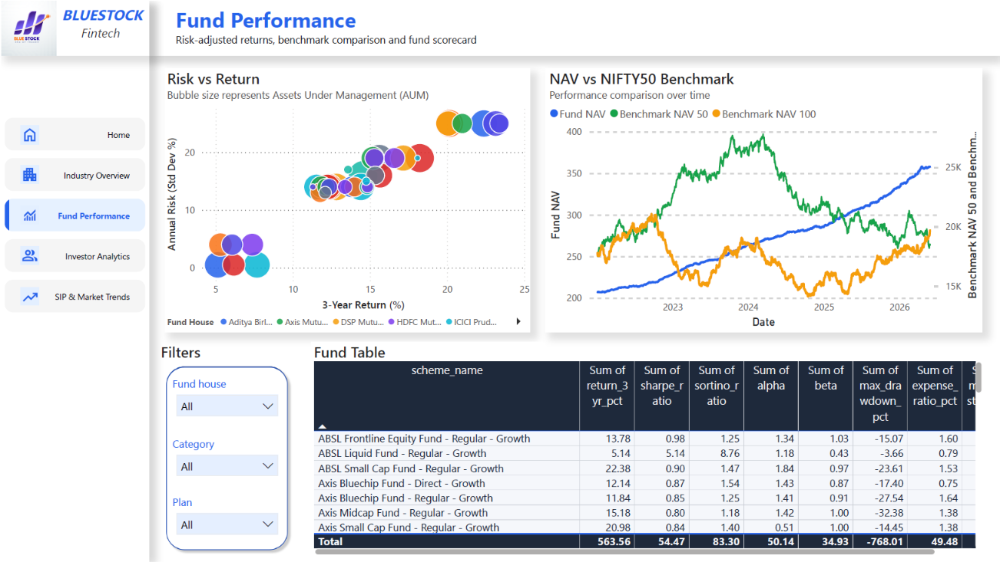 BLUESTOCK
Fintech
BLUE STOCK
Fund Performance
Risk-adjusted returns, benchmark comparison and fund scorecard
Home
Industry Overview
Fund Performance
Investor Analytics
SIP & Market Trends
Risk vs Return
Bubble size represents Assets Under Management (AUM)
Annual Risk (Std Dev %)
20
10
0
5 10 15 20 25
3-Year Return (%)
Fund House Aditya Birl... Axis Mutu... DSP Mutu... HDFC Mut... ICICI Prud...
NAV vs NIFTY50 Benchmark
Performance comparison over time
Fund NAV Benchmark NAV 50 Benchmark NAV 100
Fund NAV
400
350
300
250
200
25K
20K
15K
Benchmark NAV 50 and Benchm...
2023 2024 2025 2026
Date
Filters
Fund house
All
Category
All
Plan
All
Fund Table
scheme_name Sum of return_3yr_pct Sum of sharpe_ratio Sum of sortino_ratio Sum of alpha Sum of beta Sum of max_drawdown_pct Sum of expense_ratio_pct
ABSL Frontline Equity Fund - Regular - Growth 13.78 0.98 1.25 1.34 1.03 -15.07 1.60
ABSL Liquid Fund - Regular - Growth 5.14 5.14 8.76 1.18 0.43 -3.66 0.79
ABSL Small Cap Fund - Regular - Growth 22.38 0.90 1.47 1.84 0.97 -23.61 1.53
Axis Bluechip Fund - Direct - Growth 12.14 0.87 1.54 1.43 0.87 -17.40 0.75
Axis Bluechip Fund - Regular - Growth 11.84 0.85 1.25 1.41 0.91 -27.54 1.64
Axis Midcap Fund - Regular - Growth 15.18 0.80 1.18 1.42 1.00 -32.38 1.38
Axis Small Cap Fund - Regular - Growth 20.98 0.84 1.40 0.51 1.00 -14.45 1.38
Total 563.56 54.47 83.30 50.14 34.93 -768.01 49.48